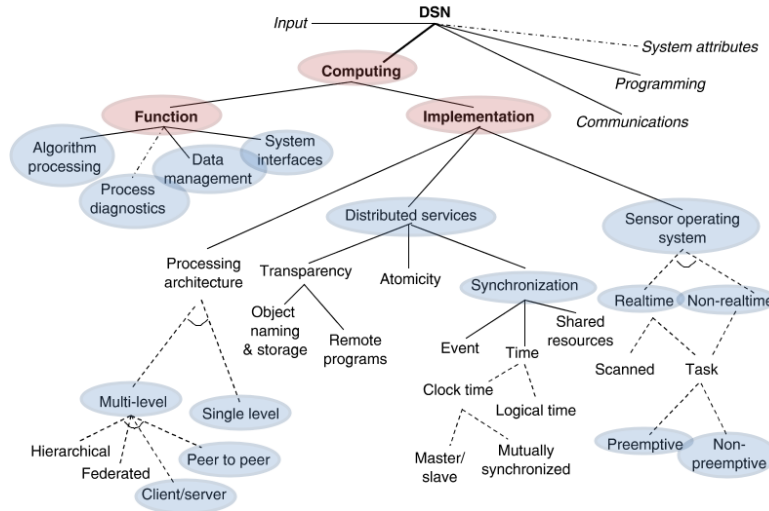 DSN
Input
System attributes
Computing
Programming
Function
Implementation
Communications
Algorithm
processing
System
interfaces
Data
management
Process
diagnostics
Distributed services
Sensor operating
system
Processing
architecture
Transparency
Atomicity
Synchronization
Realtime
Non-realtime
Object
naming
& storage
Remote
programs
Event
Time
Shared
resources
Scanned
Task
Multi-level
Single level
Clock time
Logical time
Hierarchical
Federated
Peer to peer
Client/server
Master/
slave
Mutually
synchronized
Preemptive
Non-
preemptive